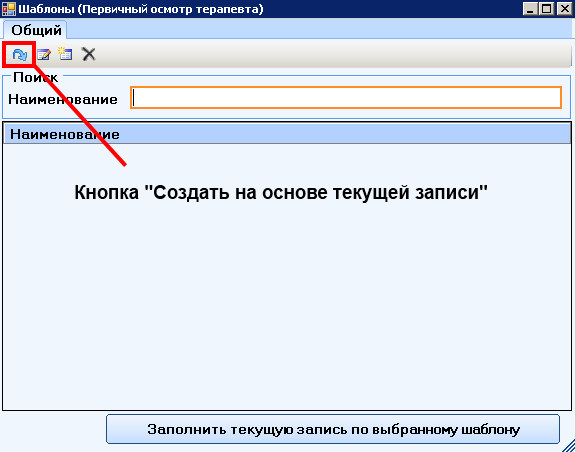 Шаблоны (Первичный осмотр терапевта)
Общий
Поиск
Наименование
Наименование
Кнопка "Создать на основе текущей записи"
Заполнить текущую запись по выбранному шаблону